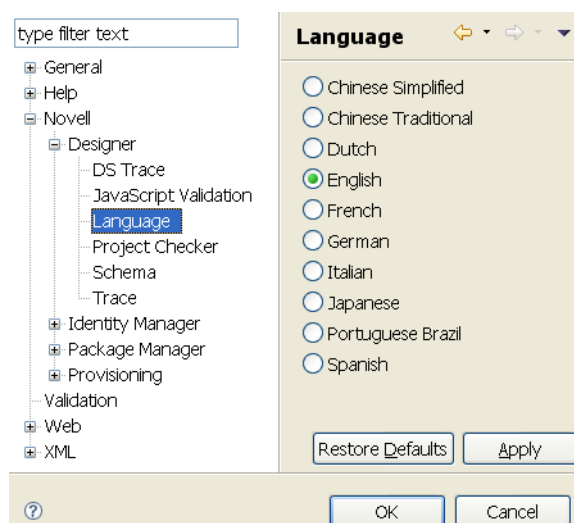 type filter text
General
Help
Novell
Designer
DS Trace
JavaScript Validation
Language
Project Checker
Schema
Trace
Identity Manager
Package Manager
Provisioning
Validation
Web
XML
Language
Chinese Simplified
Chinese Traditional
Dutch
English
French
German
Italian
Japanese
Portuguese Brazil
Spanish
Restore Defaults
Apply
OK
Cancel